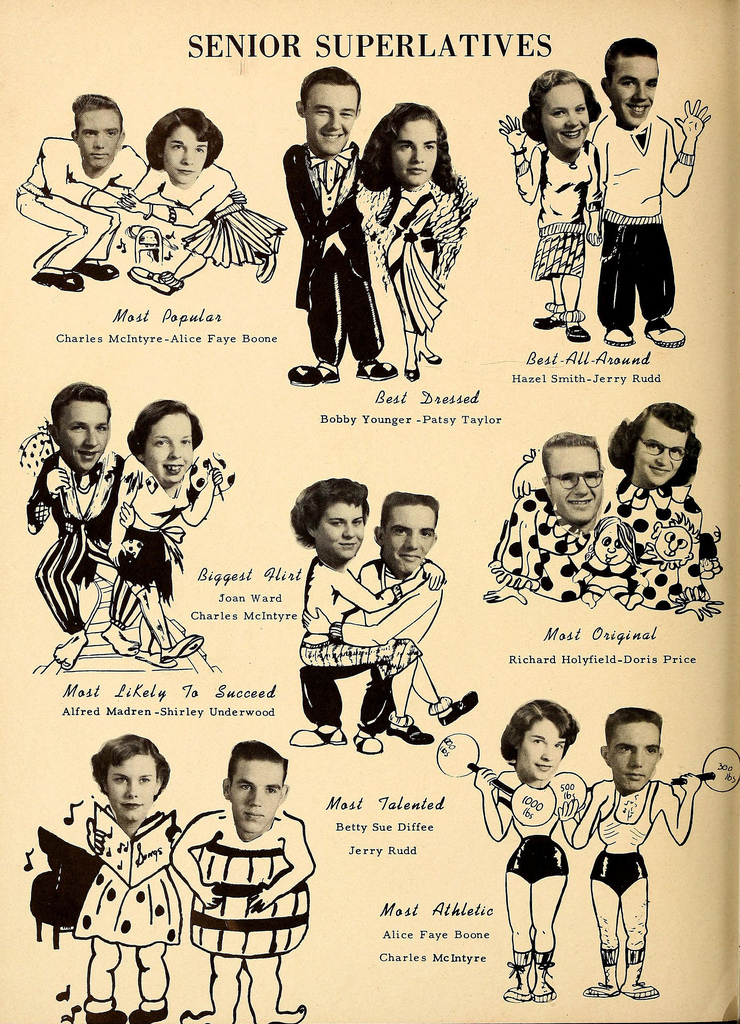 SENIOR SUPERLATIVES
Most Popular
Charles McIntyre-Alice Faye Boone
Best Dressed
Bobby Younger -Patsy Taylor
Best-All-Around
Hazel Smith-Jerry Rudd
Biggest Flirt
Joan Ward
Charles McIntyre
Most Original
Richard Holyfield-Doris Price
Most Likely To Succeed
Alfred Madren-Shirley Underwood
Songs
Most Talented
Betty Sue Diffee
Jerry Rudd
lbs
1000
lbs
500
lbs
300
lbs
Most Athletic
Alice Faye Boone
Charles McIntyre